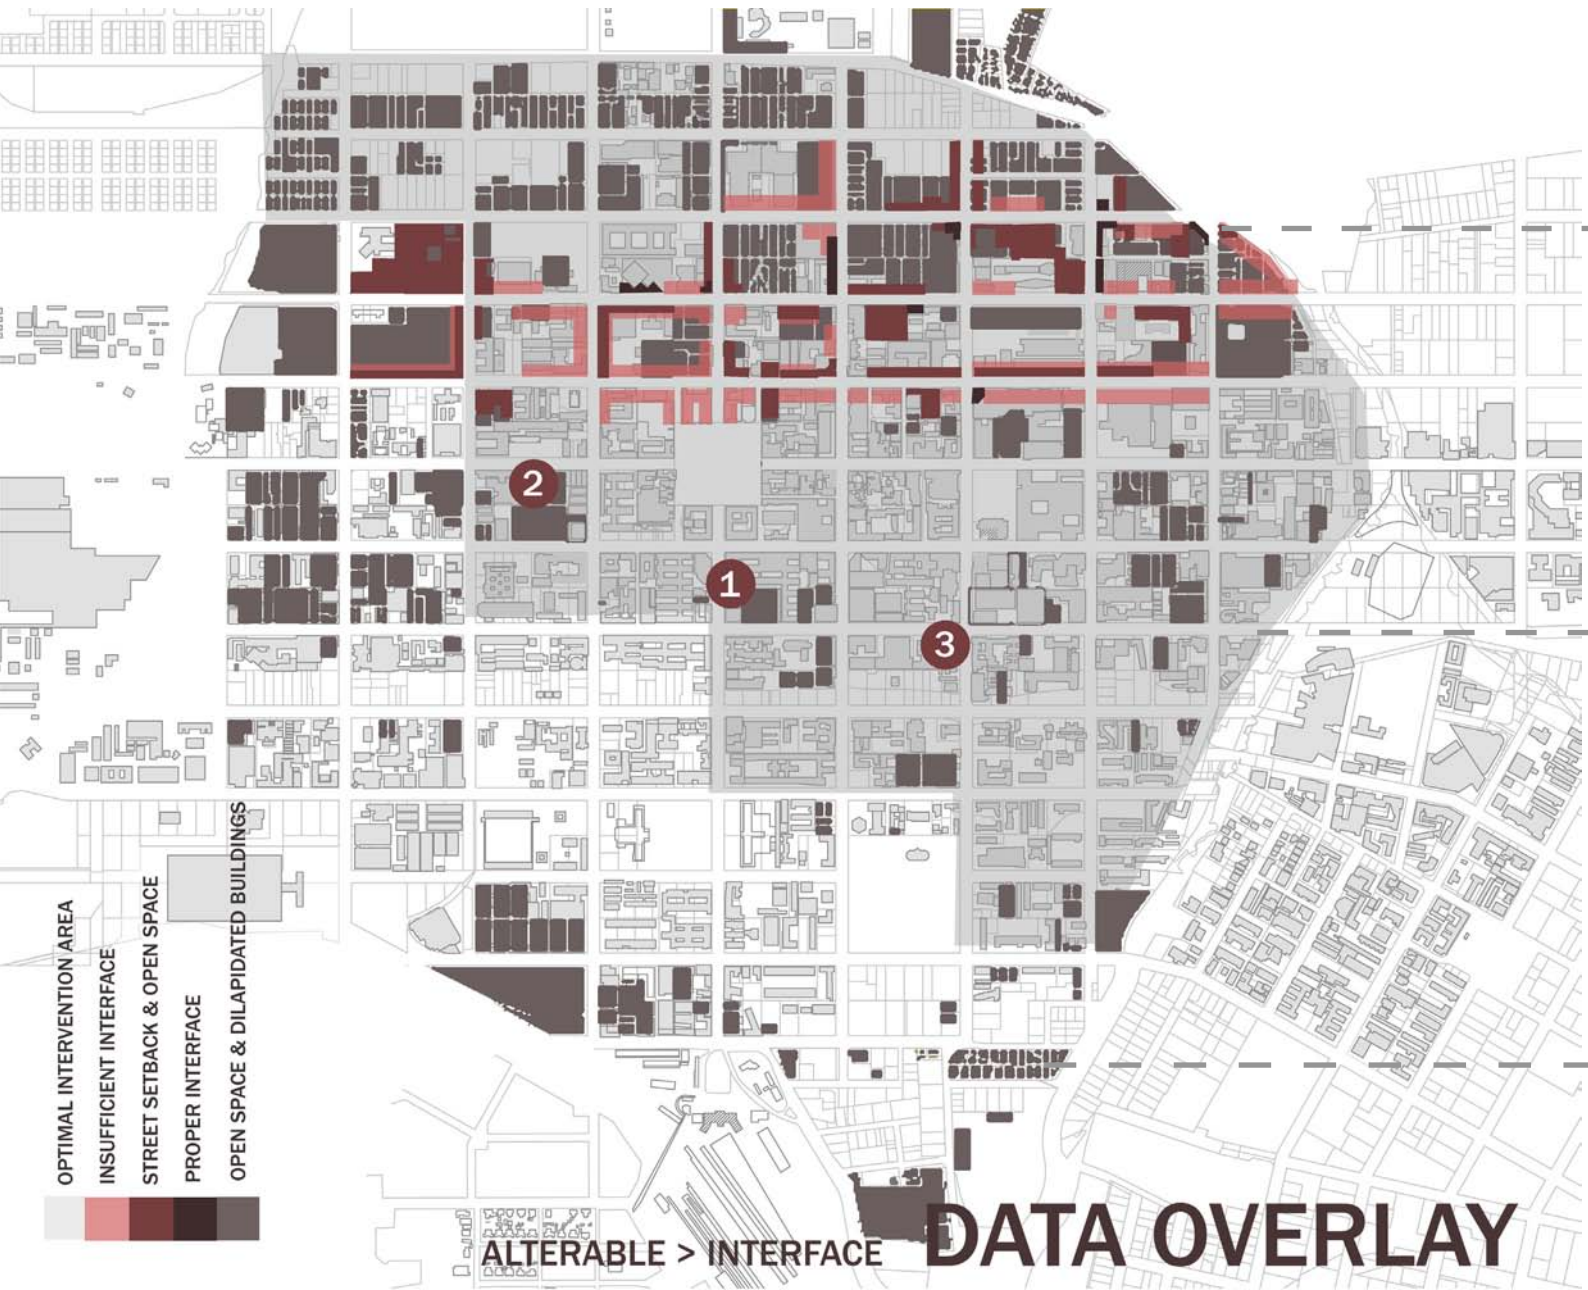 2
1
3
OPTIMAL INTERVENTION AREA
INSUFFICIENT INTERFACE
STREET SETBACK & OPEN SPACE
PROPER INTERFACE
OPEN SPACE & DILAPIDATED BUILDINGS
ALTERABLE > INTERFACE
DATA OVERLAY